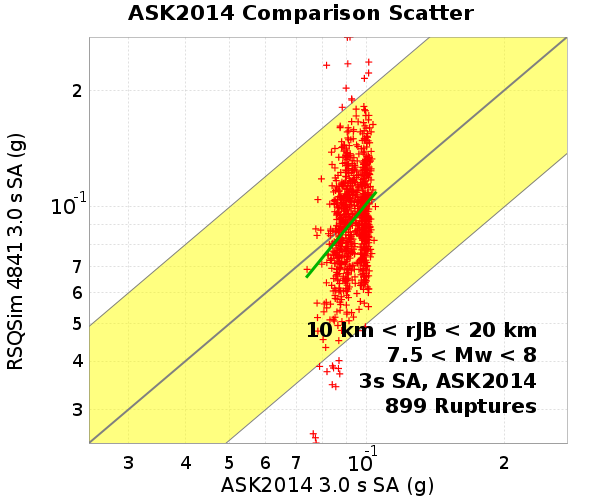 ASK2014 Comparison Scatter
RSQSim 4841 3.0 s SA (g)
2
10-1
7
6
5
4
3
10 km < rJB < 20 km
7.5 < Mw < 8
3s SA, ASK2014
899 Ruptures
3 4 5 6 7 10-1 2
ASK2014 3.0 s SA (g)